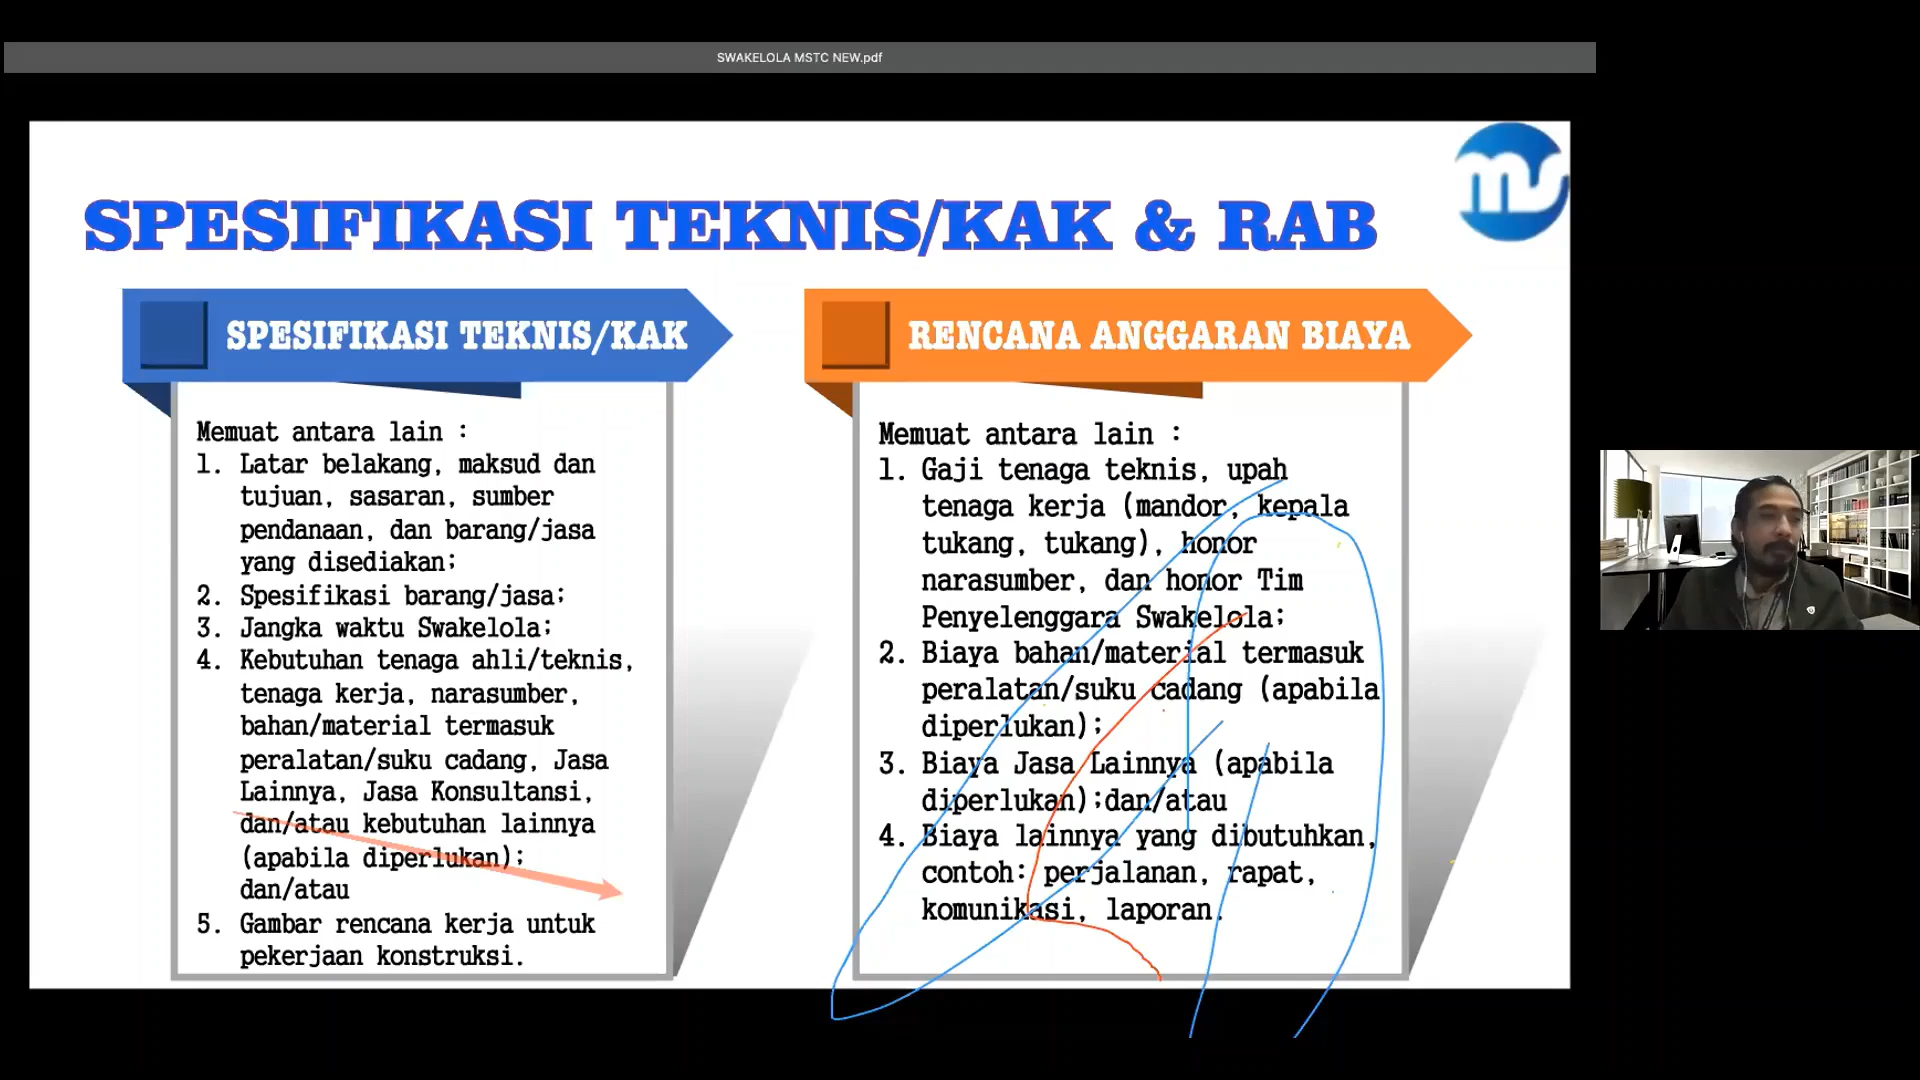 SWAKELOLA MSTC NEW.pdf
ms
SPESIFIKASI TEKNIS/KAK & RAB
SPESIFIKASI TEKNIS/KAK
Memuat antara lain :
1. Latar belakang, maksud dan
tujuan, sasaran, sumber
pendanaan, dan barang/jasa
yang disediakan;
2. Spesifikasi barang/jasa;
3. Jangka waktu Swakelola;
4. Kebutuhan tenaga ahli/teknis,
tenaga kerja, narasumber,
bahan/material termasuk
peralatan/suku cadang, Jasa
Lainnya, Jasa Konsultansi,
dan/atau kebutuhan lainnya
(apabila diperlukan);
dan/atau
5. Gambar rencana kerja untuk
pekerjaan konstruksi.
RENCANA ANGGARAN BIAYA
Memuat antara lain :
1. Gaji tenaga teknis, upah
tenaga kerja (mandor, kepala
tukang, tukang), honor
narasumber, dan honor Tim
Penyelenggara Swakelola;
2. Biaya bahan/material termasuk
peralatan/suku cadang (apabila
diperlukan);
3. Biaya Jasa Lainnya (apabila
diperlukan);dan/atau
4. Biaya lainnya yang dibutuhkan,
contoh: perjalanan, rapat,
komunikasi, laporan.